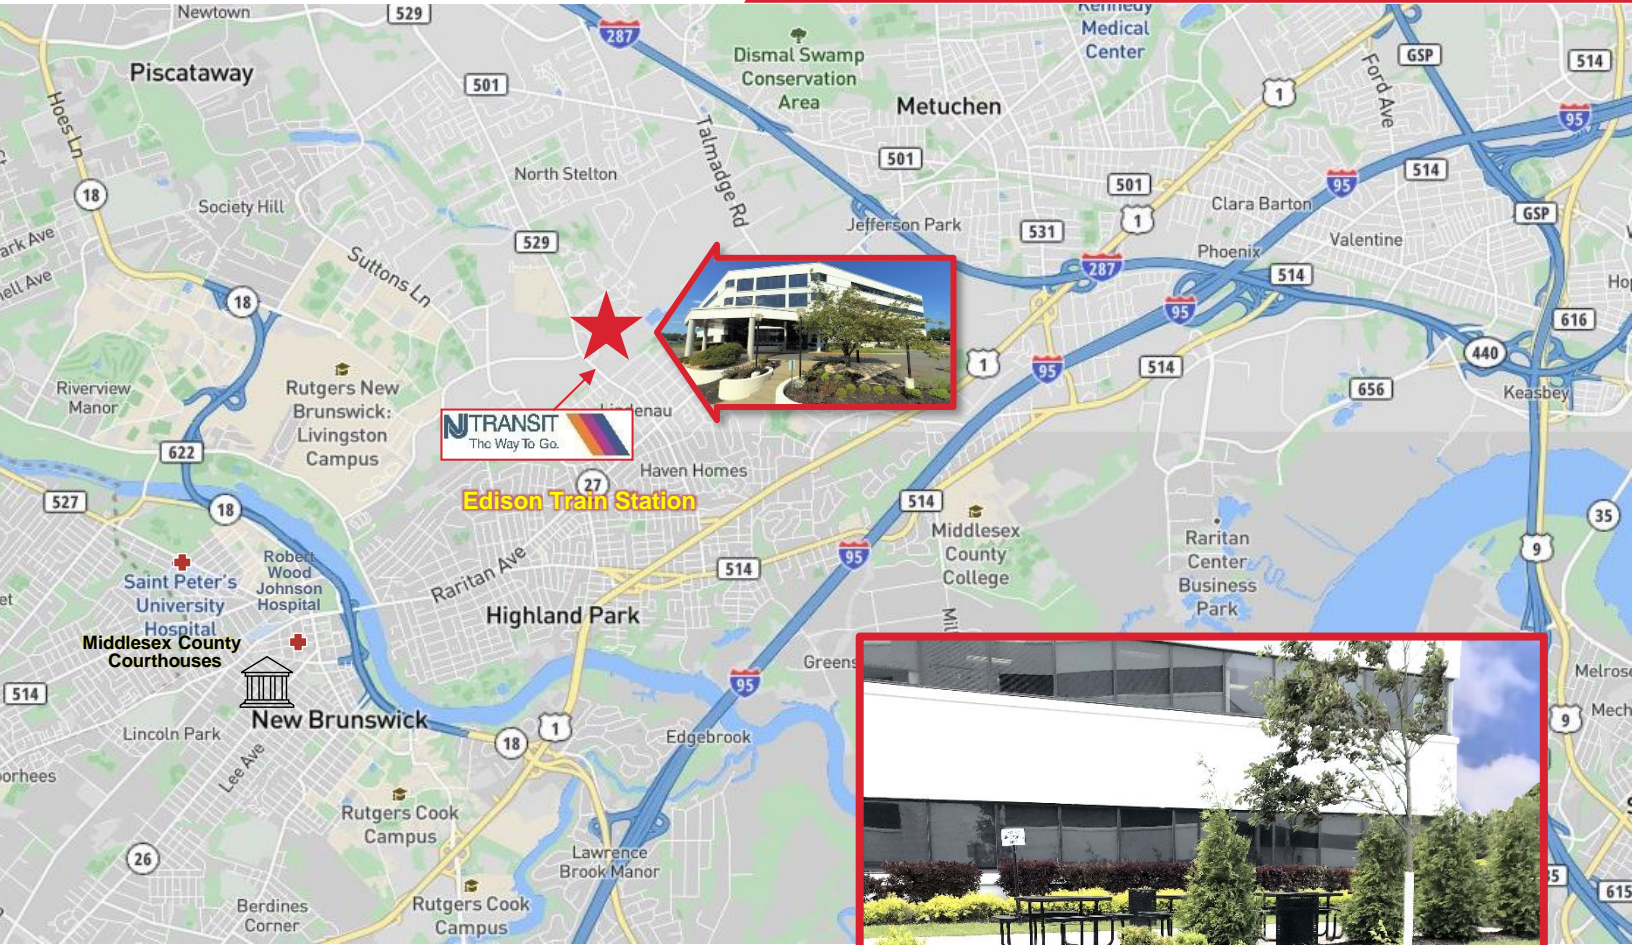 Newtown
529
287
Kennedy
Medical
Center
Dismal Swamp
Conservation
Area
GSP
514
Piscataway
501
Metuchen
1
Ford Ave
95
Hoes Ln
Talmadge Rd
North Stelton
501
514
18
Society Hill
501
95
Clara Barton
GSP
1
Jefferson Park
531
529
Phoenix
Valentine
Suttons Ln
287
514
18
95
616
1
440
95
514
Riverview
Manor
Rutgers New
Brunswick:
Livingston
Campus
656
Keasbey
NJTRANSIT
The Way To Go.
622
Haven Homes
27
Edison Train Station
527
18
514
Middlesex
County
College
35
Raritan
Center
Business
Park
9
95
Raritan Ave
514
Robert
Wood
Johnson
Hospital
Saint Peter's
University
Hospital
Highland Park
Middlesex County
Courthouses
Greens
Melrose
514
95
New Brunswick
Lincoln Park
1
18
Edgebrook
9
Mech
Lee Ave
orhees
Rutgers Cook
Campus
26
Lawrence
Brook Manor
615
Berdines
Corner
Rutgers Cook
Campus